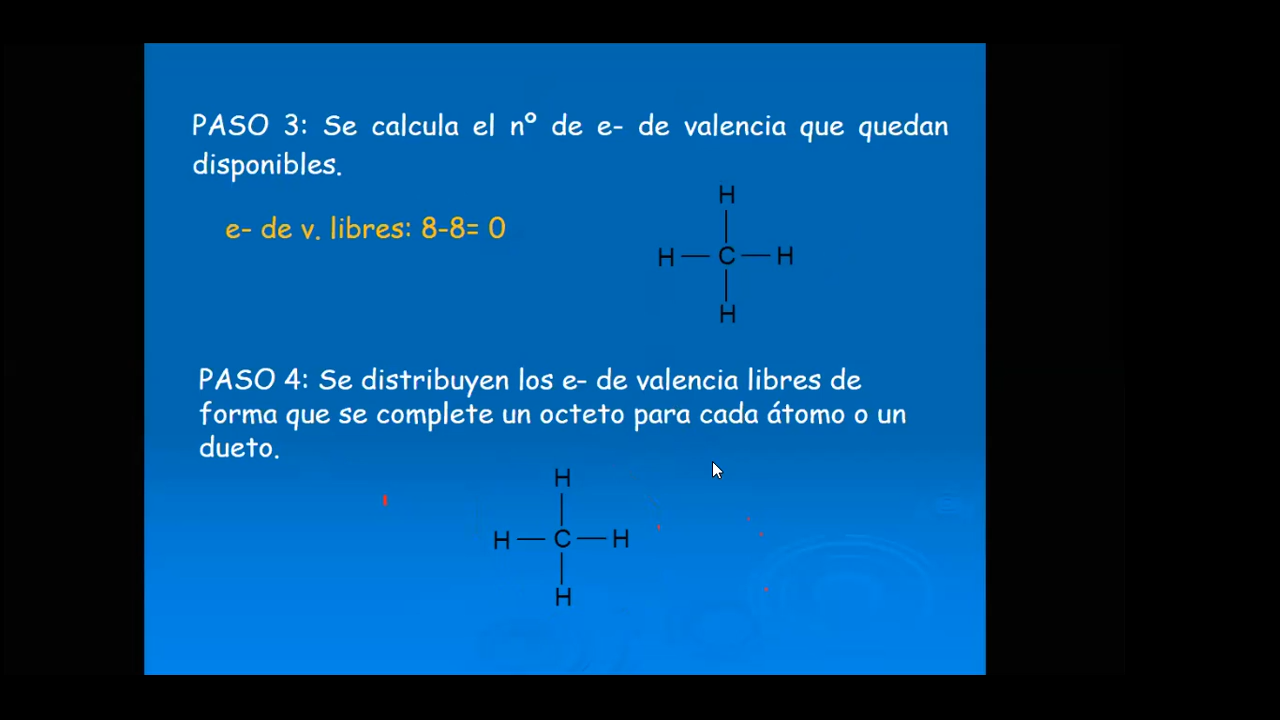 PASO 3: Se calcula el nº de e- de valencia que quedan
disponibles.
e- de v. libres: 8-8= 0
H
H — C — H
H
PASO 4: Se distribuyen los e- de valencia libres de
forma que se complete un octeto para cada átomo o un
dueto.
H
H — C — H
H